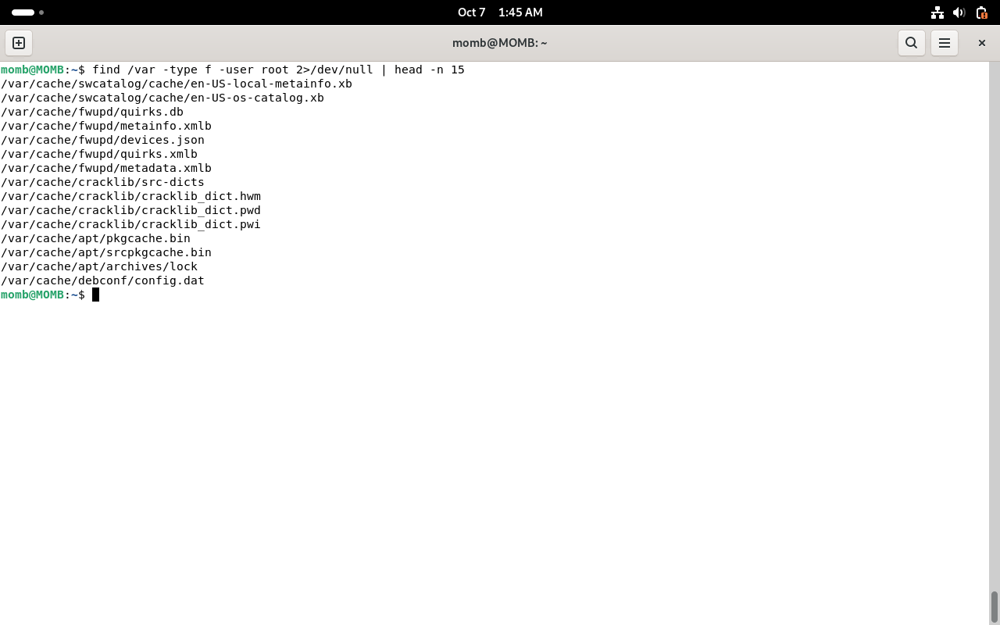 Oct 7 1:45 AM
momb@MOMB: ~
momb@MOMB:~$ find /var -type f -user root 2>/dev/null | head -n 15
/var/cache/swcatalog/cache/en-US-local-metainfo.xb
/var/cache/swcatalog/cache/en-US-os-catalog.xb
/var/cache/fwupd/quirks.db
/var/cache/fwupd/metainfo.xmlb
/var/cache/fwupd/devices.json
/var/cache/fwupd/quirks.xmlb
/var/cache/fwupd/metadata.xmlb
/var/cache/cracklib/src-dicts
/var/cache/cracklib/cracklib_dict.hwm
/var/cache/cracklib/cracklib_dict.pwd
/var/cache/cracklib/cracklib_dict.pwi
/var/cache/apt/pkgcache.bin
/var/cache/apt/srcpkgcache.bin
/var/cache/apt/archives/lock
/var/cache/debconf/config.dat
momb@MOMB:~$